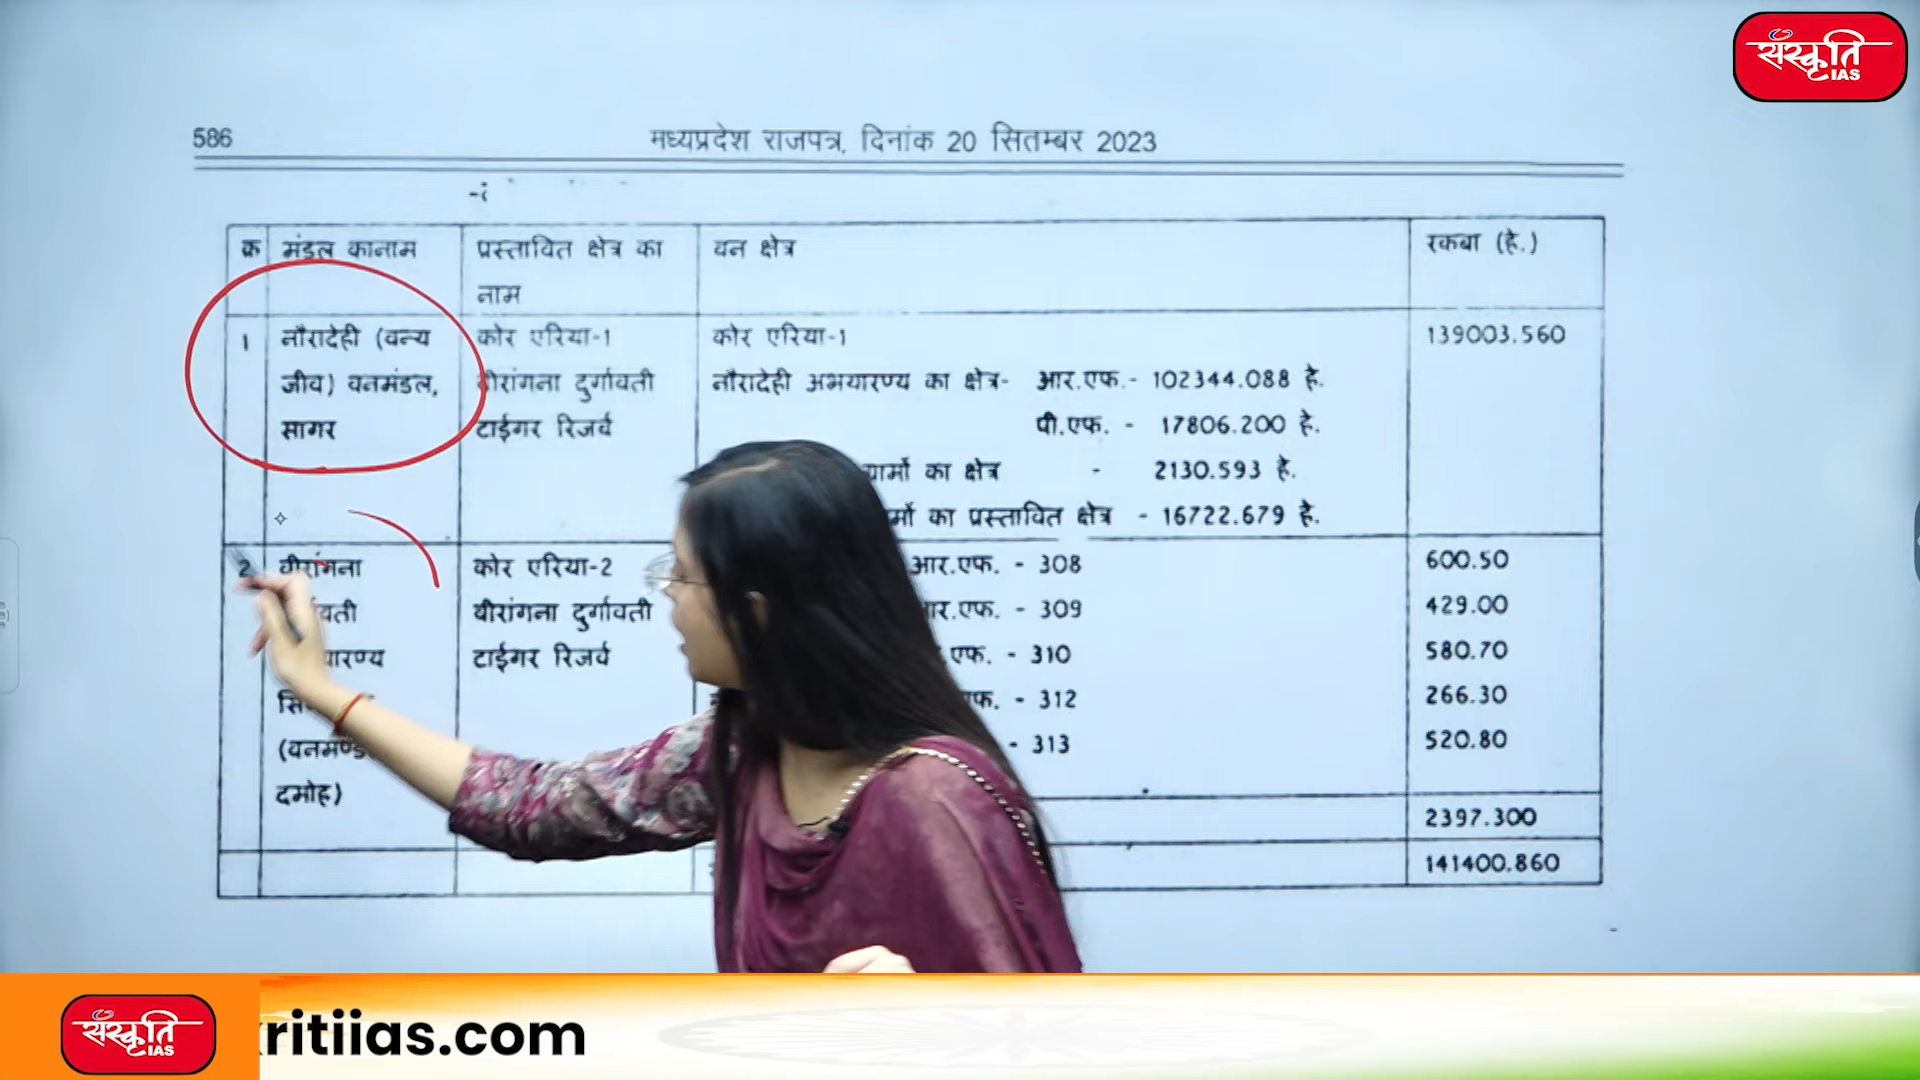 संस्कृति
IAS
586 मध्यप्रदेश राजपत्र, दिनांक 20 सितम्बर 2023
क्र मंडल कानाम प्रस्तावित क्षेत्र का नाम वन क्षेत्र रकबा (हे.)
1 नौरादेही (वन्य कोर एरिया-1 कोर एरिया-1 139003.560
जीव) वनमंडल, वीरांगना दुर्गावती नौरादेही अभयारण्य का क्षेत्र- आर.एफ.- 102344.088 हे.
सागर टाईगर रिजर्व पी.एफ. - 17806.200 हे.
का क्षेत्र - 2130.593 हे.
का प्रस्तावित क्षेत्र - 16722.679 हे.
2 वीरांगना कोर एरिया-2 आर.एफ. - 308 600.50
वीरांगना दुर्गावती - 309 429.00
टाईगर रिजर्व एफ. - 310 580.70
- 312 266.30
- 313 520.80
दमोह)
2397.300
141400.860
संस्कृति
IAS
ritiias.com